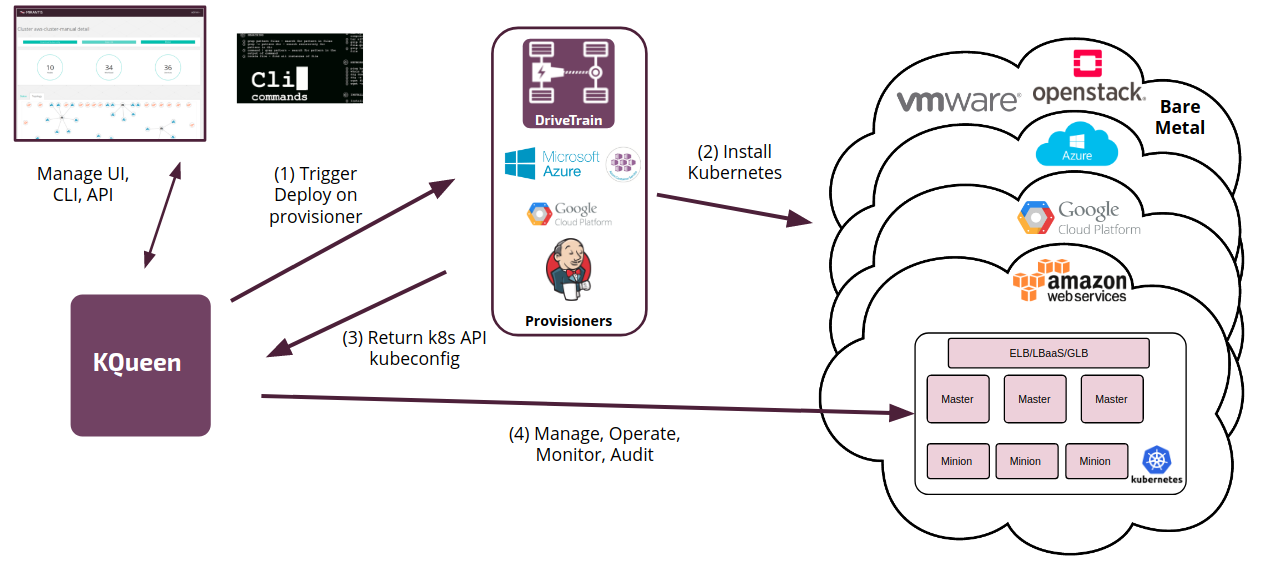 Cluster aws-cluster-manual detail
10
34
36
Cli
commands
Manage UI,
CLI, API
(1) Trigger
Deploy on
provisioner
DriveTrain
Microsoft
Azure
Google
Cloud Platform
Provisioners
(2) Install
Kubernetes
(3) Return k8s API
kubeconfig
KQueen
(4) Manage, Operate,
Monitor, Audit
vmware®
openstack.
Bare
Metal
Azure
Google
Cloud Platform
amazon
web services
ELB/LBaaS/GLB
Master
Master
Master
Minion
Minion
Minion
kubernetes